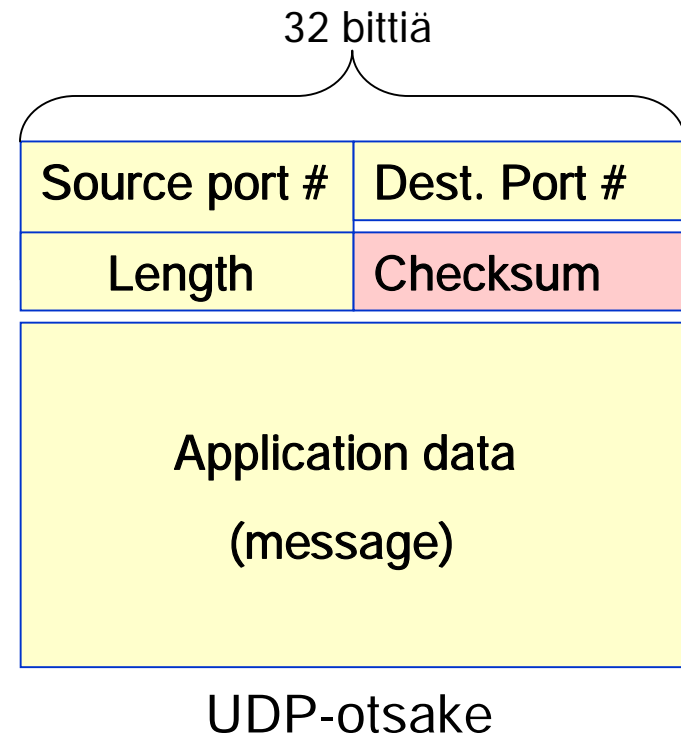 32 bittiä
Source port # Dest. Port #
Length Checksum
Application data
(message)
UDP-otsake